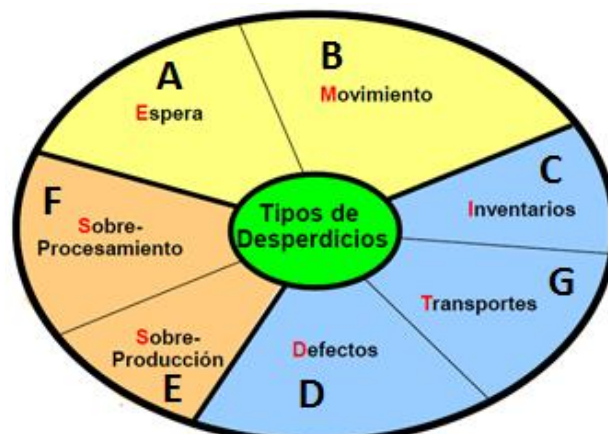 A
Espera
B
Movimiento
C
Inventarios
G
Transportes
Defectos
D
Sobre-
Producción
E
F
Sobre-
Procesamiento
Tipos de
Desperdicios